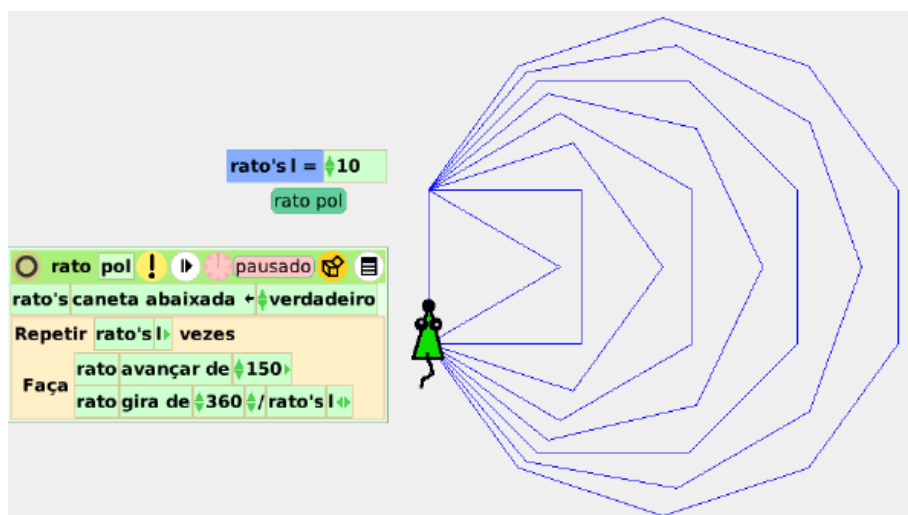 rato's l = 10
rato pol
rato pol ! pausado
rato's caneta abaixada ← verdadeiro
Repetir rato's l vezes
rato avançar de 150
Faça
rato gira de 360 / rato's l